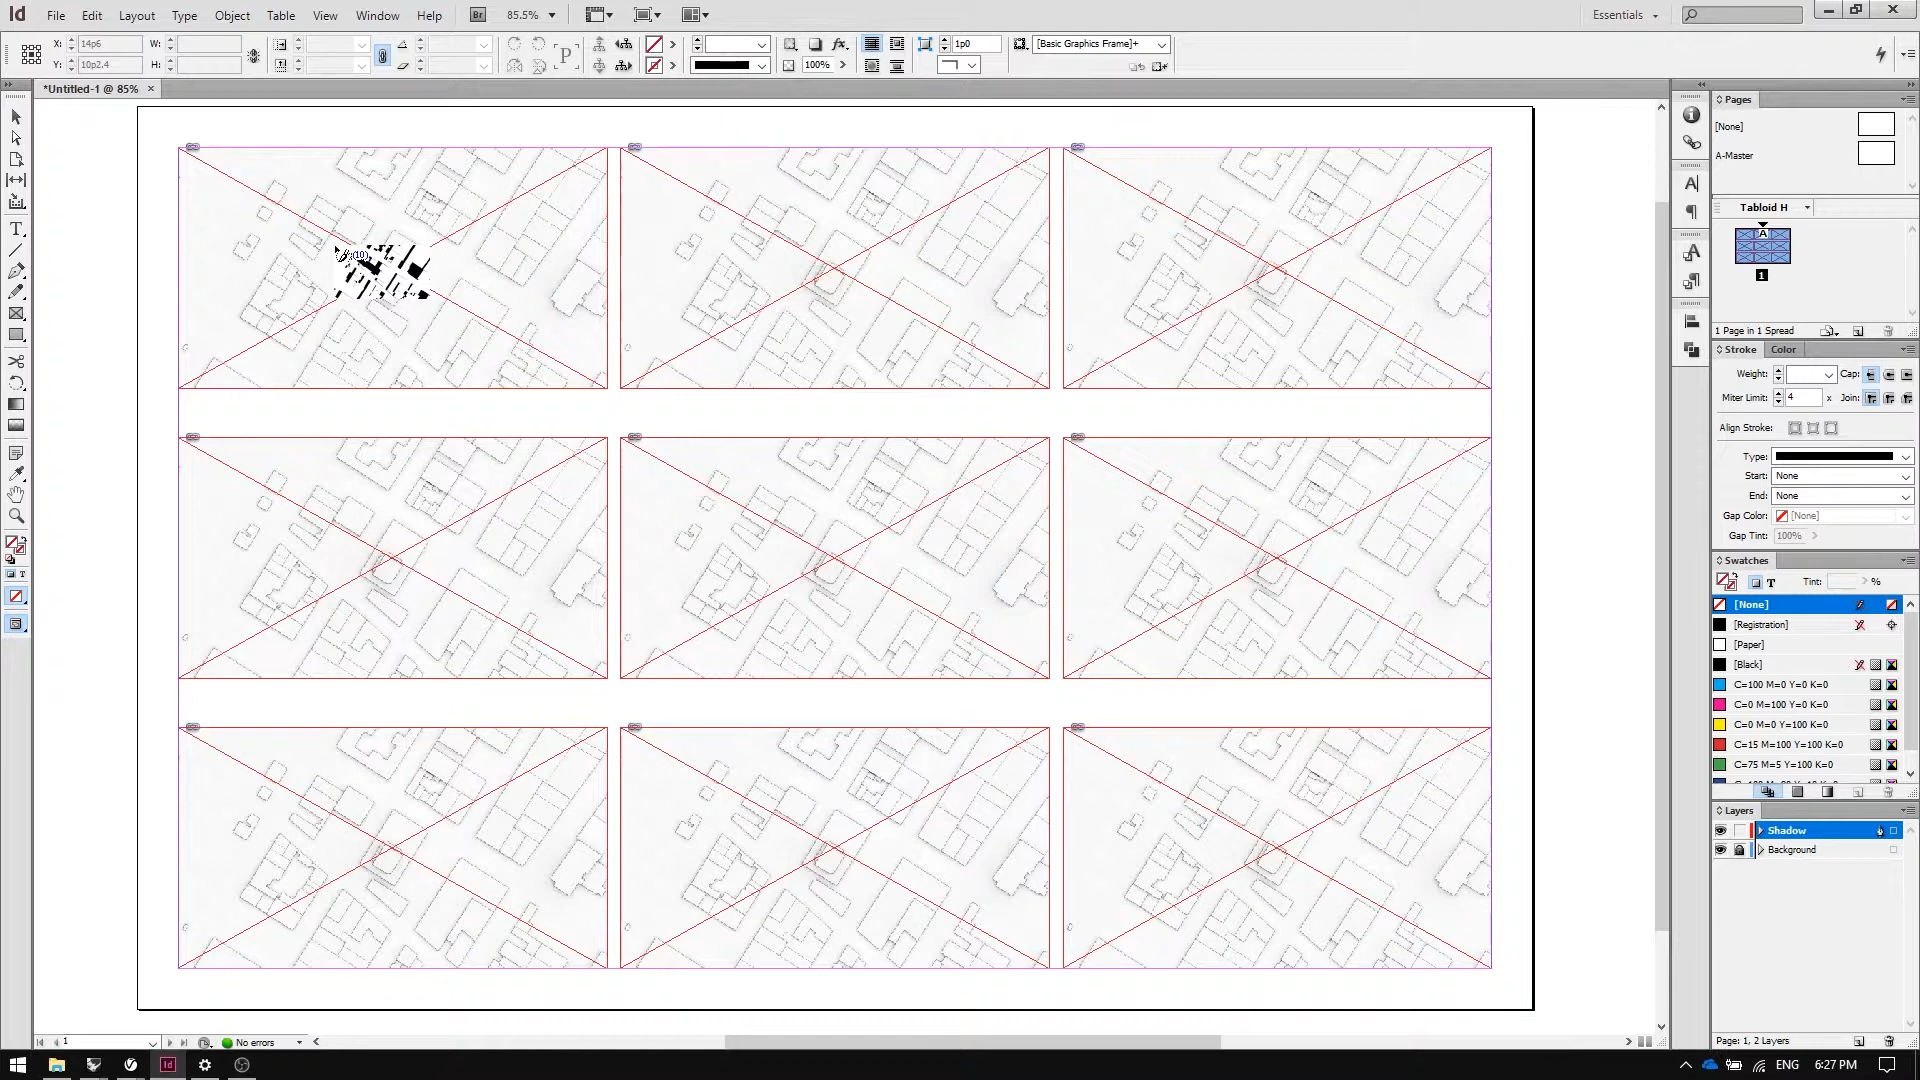 Id File Edit Layout Type Object Table View Window Help Br 85.5% Essentials
X: 14p6 W: 1p0 [Basic Graphics Frame]+
Y: 10p2.4 H: 100%
*Untitled-1 @ 85%
(10)
Pages
[None]
A-Master
Tabloid H
A
1
1 Page in 1 Spread
Stroke Color
Weight: Cap:
Miter Limit: 4 x Join:
Align Stroke:
Type:
Start: None
End: None
Gap Color: [None]
Gap Tint: 100%
Swatches
T Tint: %
[None]
[Registration]
[Paper]
[Black]
C=100 M=0 Y=0 K=0
C=0 M=100 Y=0 K=0
C=0 M=0 Y=100 K=0
C=15 M=100 Y=100 K=0
C=75 M=5 Y=100 K=0
Layers
Shadow
Background
Page: 1, 2 Layers
1 No errors
Id ENG 6:27 PM